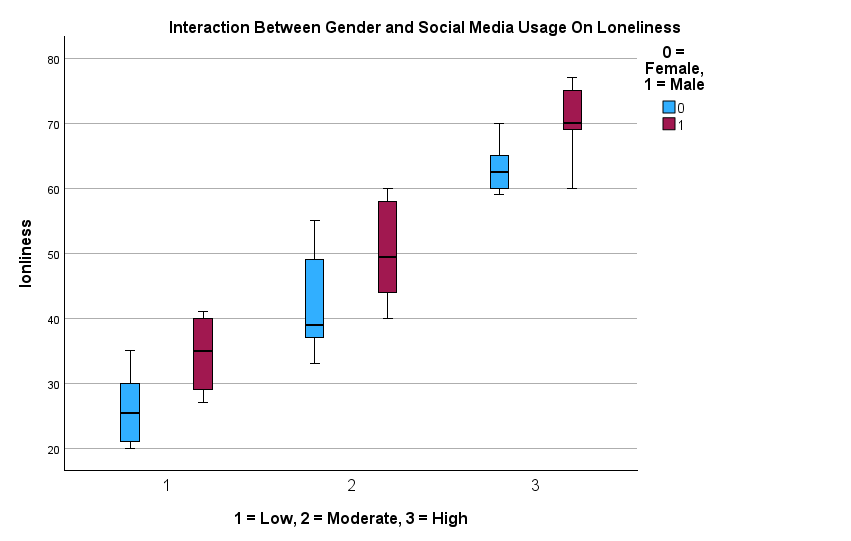 Interaction Between Gender and Social Media Usage On Loneliness
0 =
Female,
1 = Male
0
1
80
70
60
50
40
30
20
lonliness
1
2
3
1 = Low, 2 = Moderate, 3 = High